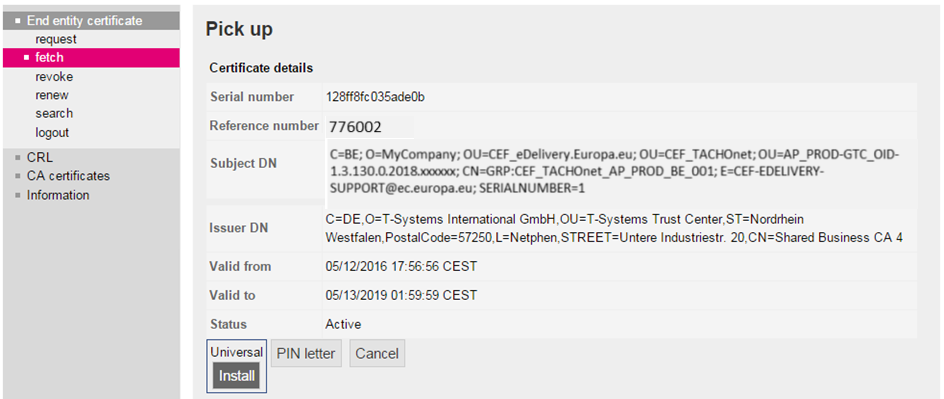 End entity certificate
request
fetch
revoke
renew
search
logout
CRL
CA certificates
Information
Pick up
Certificate details
Serial number 128ff8fc035ade0b
Reference number 776002
Subject DN C=BE; O=MyCompany; OU=CEF_eDelivery.Europa.eu; OU=CEF_TACHOnet; OU=AP_PROD-GTC_OID-
1.3.130.0.2018.xxxxxx; CN=GRP:CEF_TACHOnet_AP_PROD_BE_001; E=CEF-EDELIVERY-
SUPPORT@ec.europa.eu; SERIALNUMBER=1
Issuer DN C=DE,O=T-Systems International GmbH,OU=T-Systems Trust Center,ST=Nordrhein
Westfalen,PostalCode=57250,L=Netphen,STREET=Untere Industriestr. 20,CN=Shared Business CA 4
Valid from 05/12/2016 17:56:56 CEST
Valid to 05/13/2019 01:59:59 CEST
Status Active
Universal
Install PIN letter Cancel